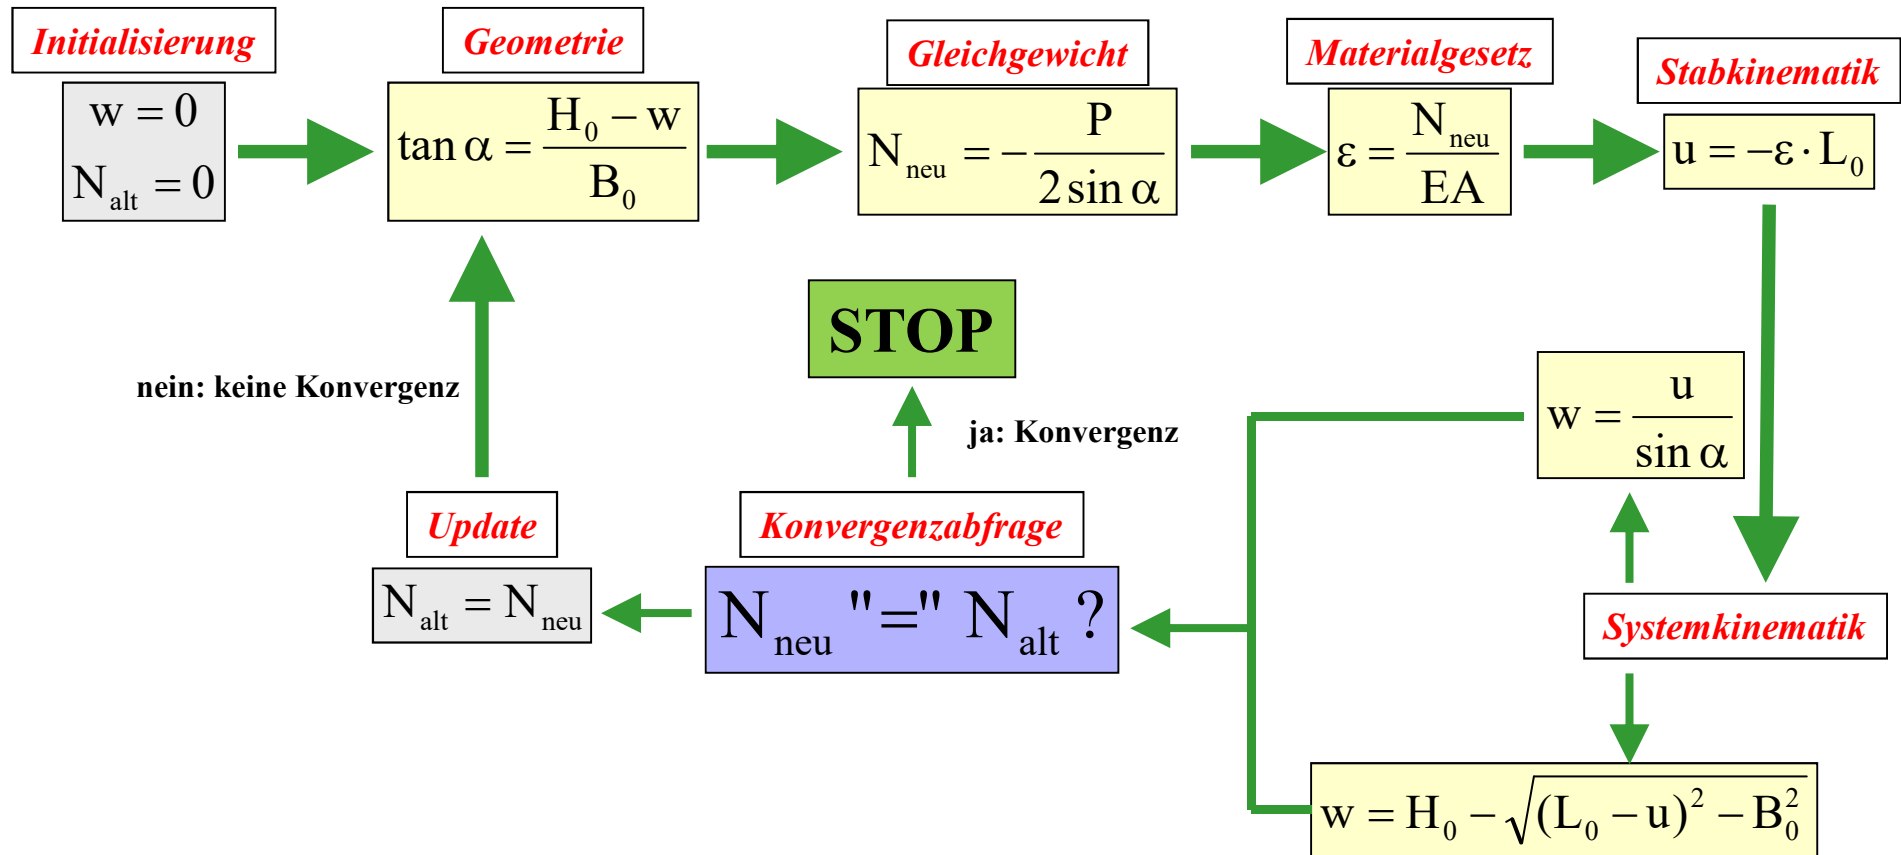 Initialisierung
w = 0
N_alt = 0
Geometrie
tan α = (H_0 − w) / B_0
Gleichgewicht
N_neu = − P / (2 sin α)
Materialgesetz
ε = N_neu / EA
Stabkinematik
u = −ε · L_0
STOP
nein: keine Konvergenz
ja: Konvergenz
w = u / sin α
Update
N_alt = N_neu
Konvergenzabfrage
N_neu "=" N_alt ?
Systemkinematik
w = H_0 − √((L_0 − u)² − B_0²)